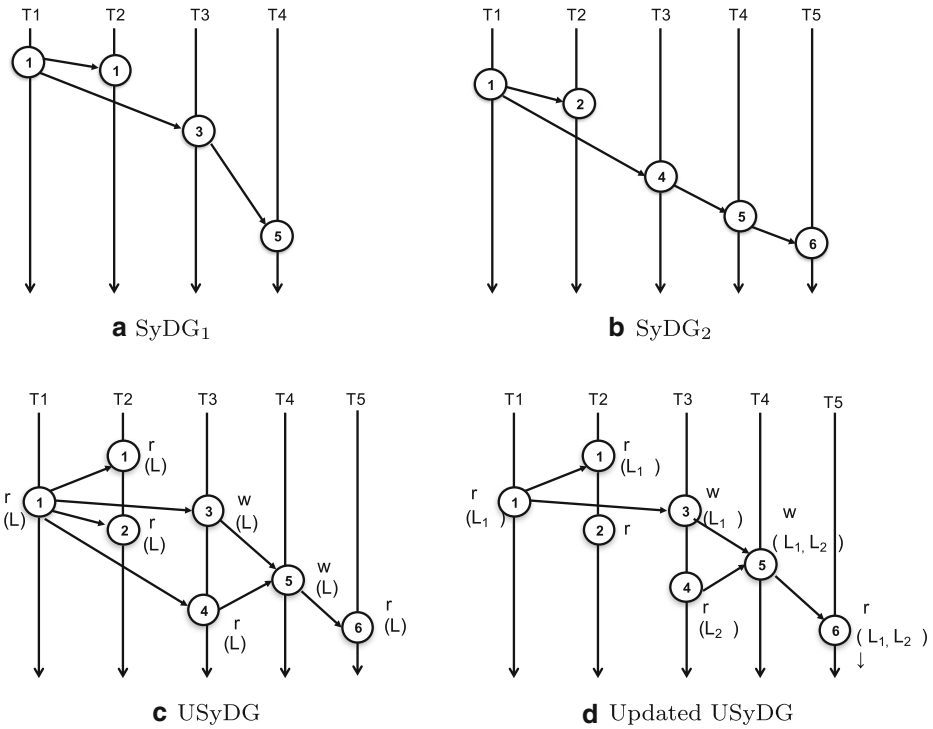 T1 T2 T3 T4
1 1
3
5
a SyDG₁
T1 T2 T3 T4 T5
1 2
4
5
6
b SyDG₂
T1 T2 T3 T4 T5
1 r
(L)
r
(L) 1
3 w
(L)
2 r
(L)
5 w
(L)
4 r
(L)
6 r
(L)
c USyDG
T1 T2 T3 T4 T5
1 r
(L₁ )
r
(L₁ ) 1
3 w
(L₁ )
2 r
w
( L₁, L₂ )
5
4 r
(L₂ )
6 r
( L₁, L₂ )
↓
d Updated USyDG